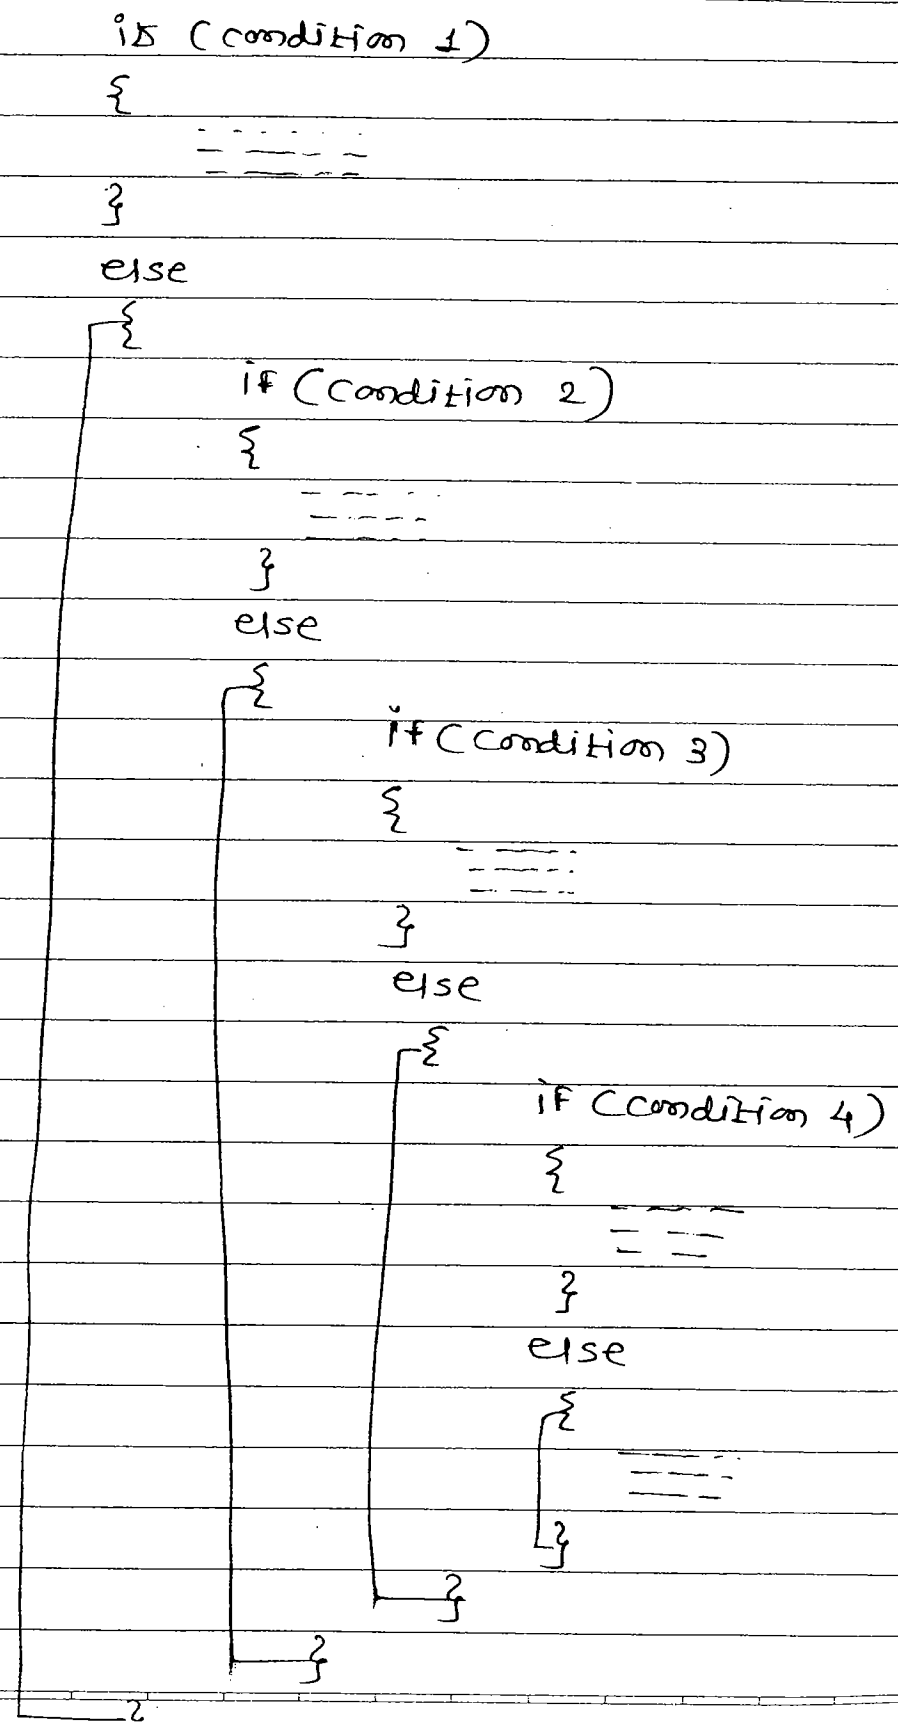 if (condition 1)
{
- - - - - -
— — - —
— — - -
}
else
{
if (condition 2)
{
- -- - -
— - - - -
— -- -
}
else
{
if (condition 3)
{
- — -
- - - - -
- - — -
}
else
{
if (condition 4)
{
- — —
— — -
— —
}
else
{
— — - -
— — - -
— — —
}
}
}
}